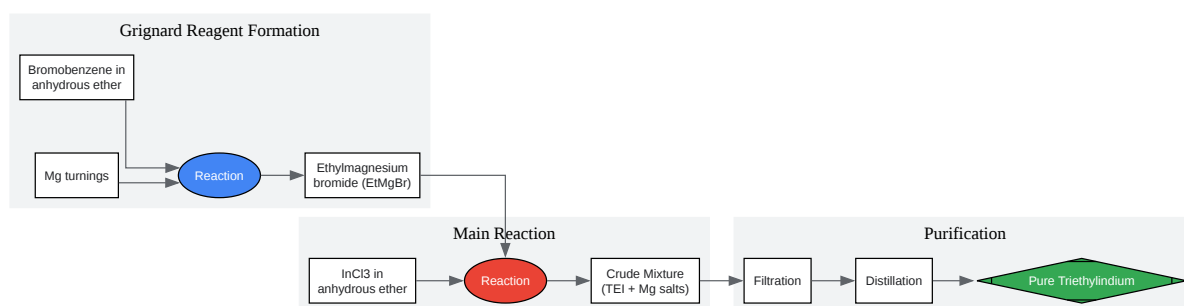 Grignard Reagent Formation
Bromobenzene in
anhydrous ether
Mg turnings
Reaction
Ethylmagnesium
bromide (EtMgBr)
Main Reaction
InCl3 in
anhydrous ether
Reaction
Crude Mixture
(TEI + Mg salts)
Purification
Filtration
Distillation
Pure Triethylindium